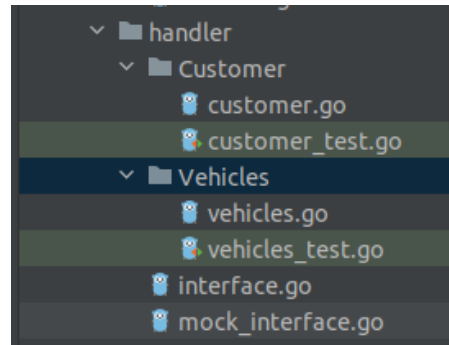 handler
Customer
customer.go
customer_test.go
Vehicles
vehicles.go
vehicles_test.go
interface.go
mock_interface.go